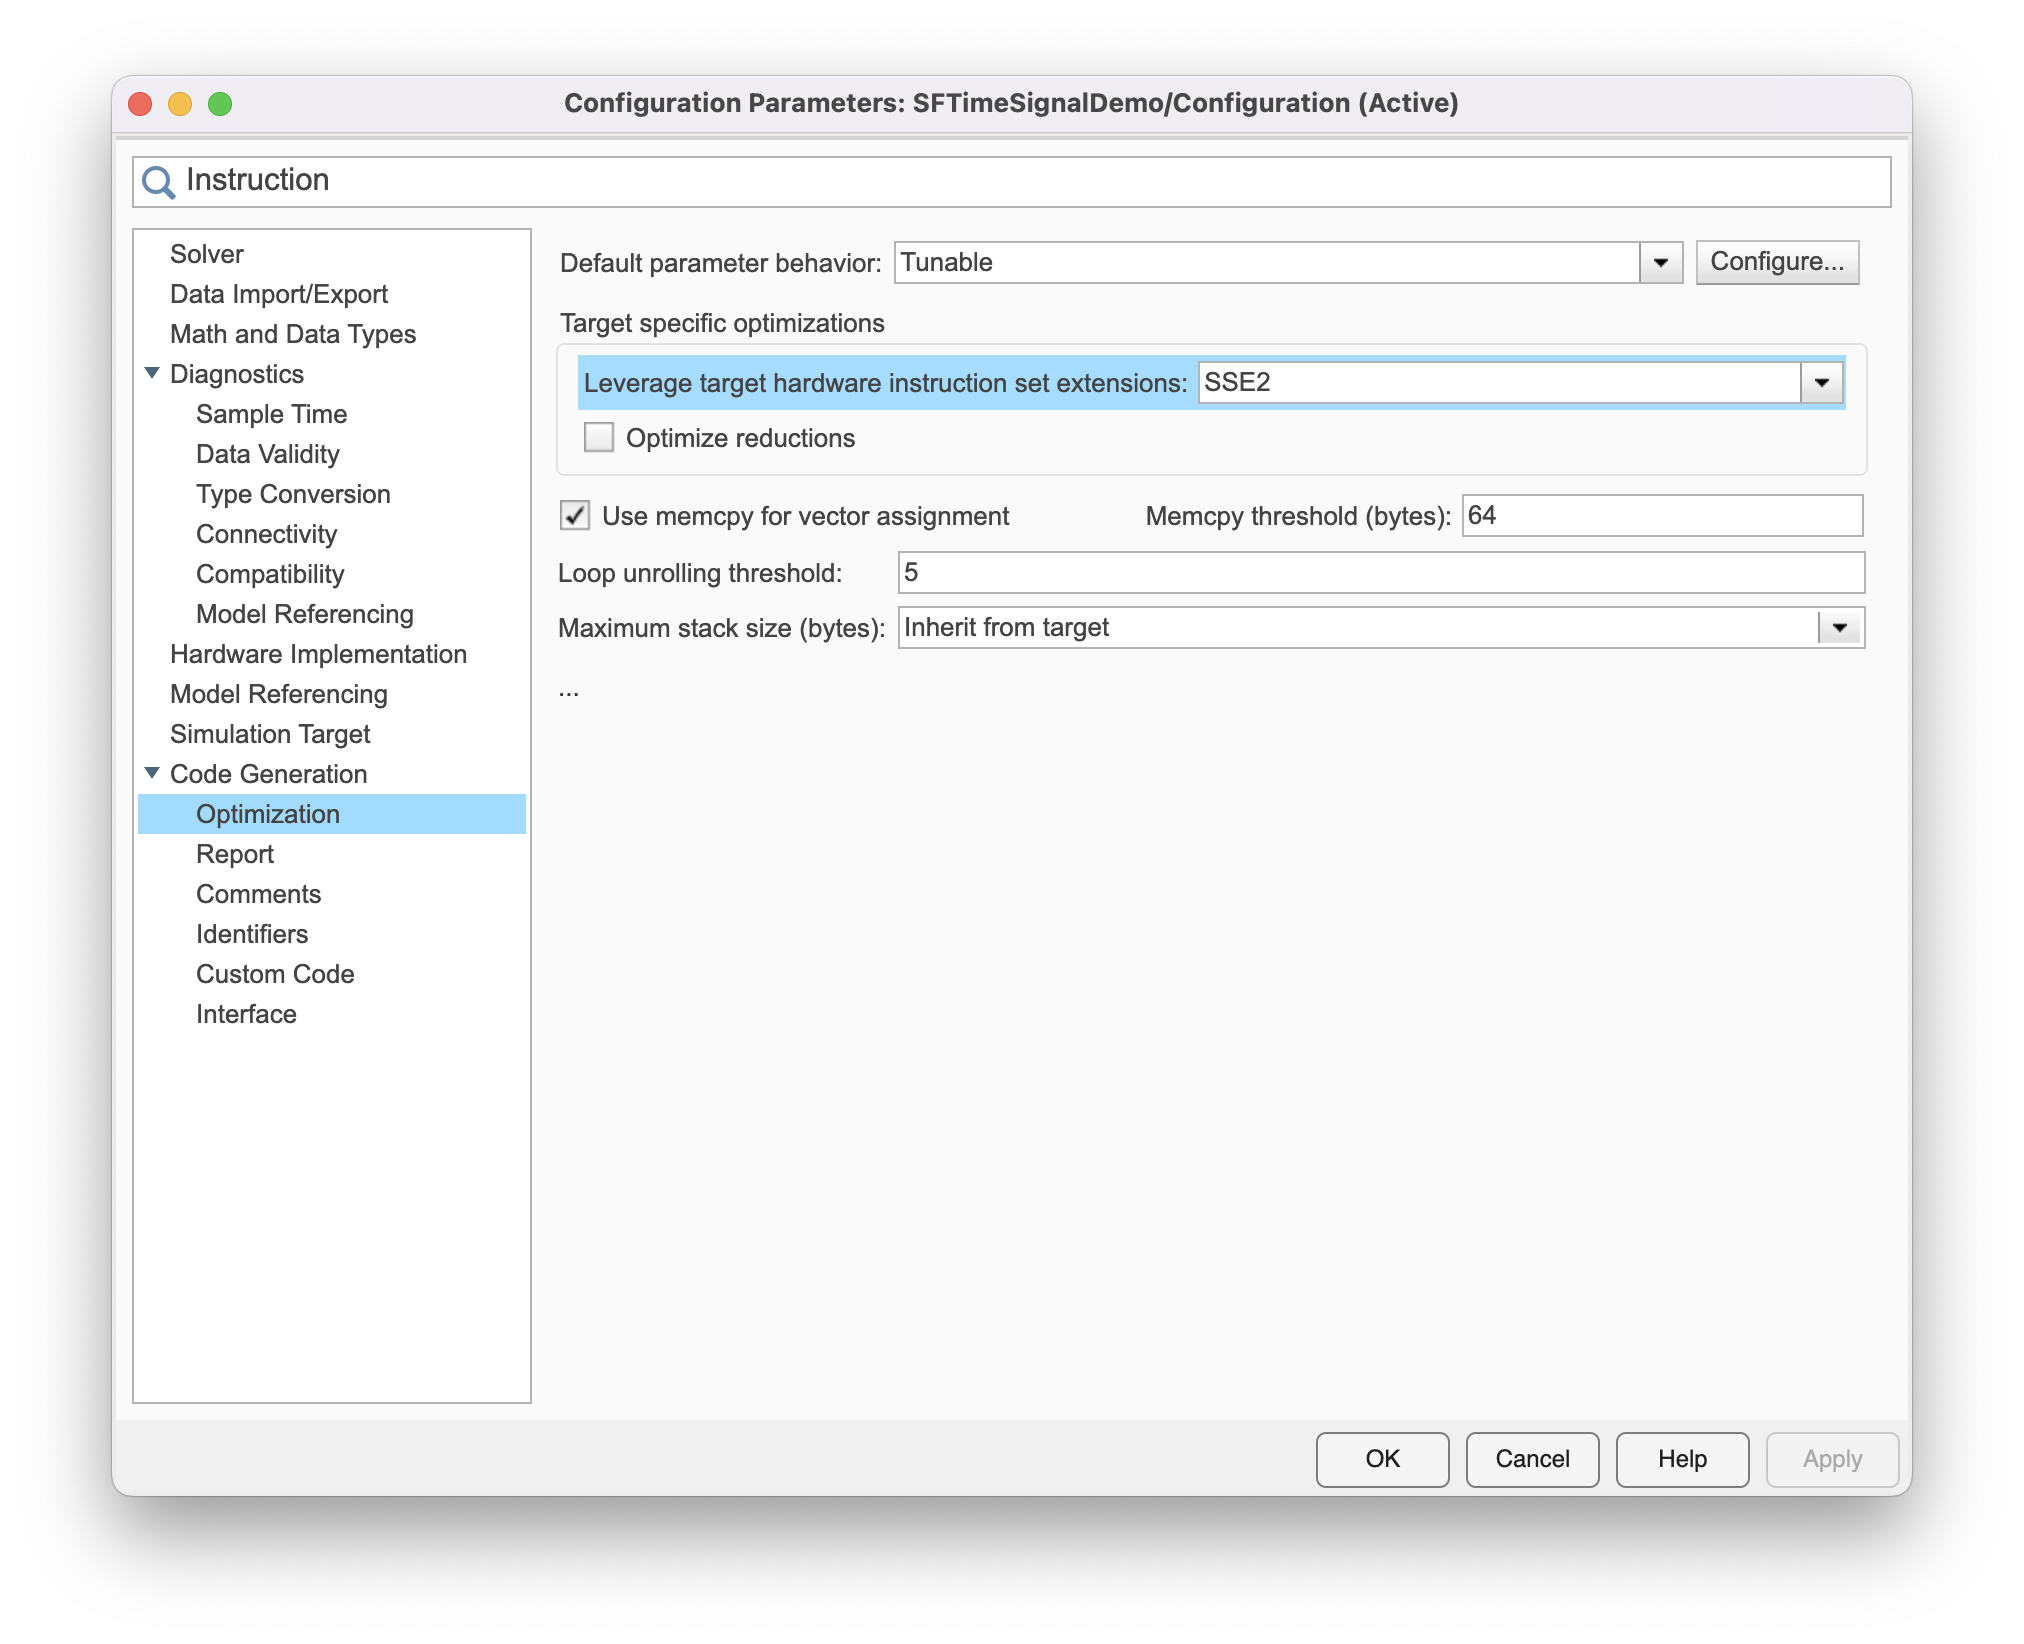 Configuration Parameters: SFTimeSignalDemo/Configuration (Active)
Instruction
Solver
Data Import/Export
Math and Data Types
Diagnostics
Sample Time
Data Validity
Type Conversion
Connectivity
Compatibility
Model Referencing
Hardware Implementation
Model Referencing
Simulation Target
Code Generation
Optimization
Report
Comments
Identifiers
Custom Code
Interface
Default parameter behavior: Tunable Configure...
Target specific optimizations
Leverage target hardware instruction set extensions: SSE2
Optimize reductions
Use memcpy for vector assignment Memcpy threshold (bytes): 64
Loop unrolling threshold: 5
Maximum stack size (bytes): Inherit from target
...
OK Cancel Help Apply